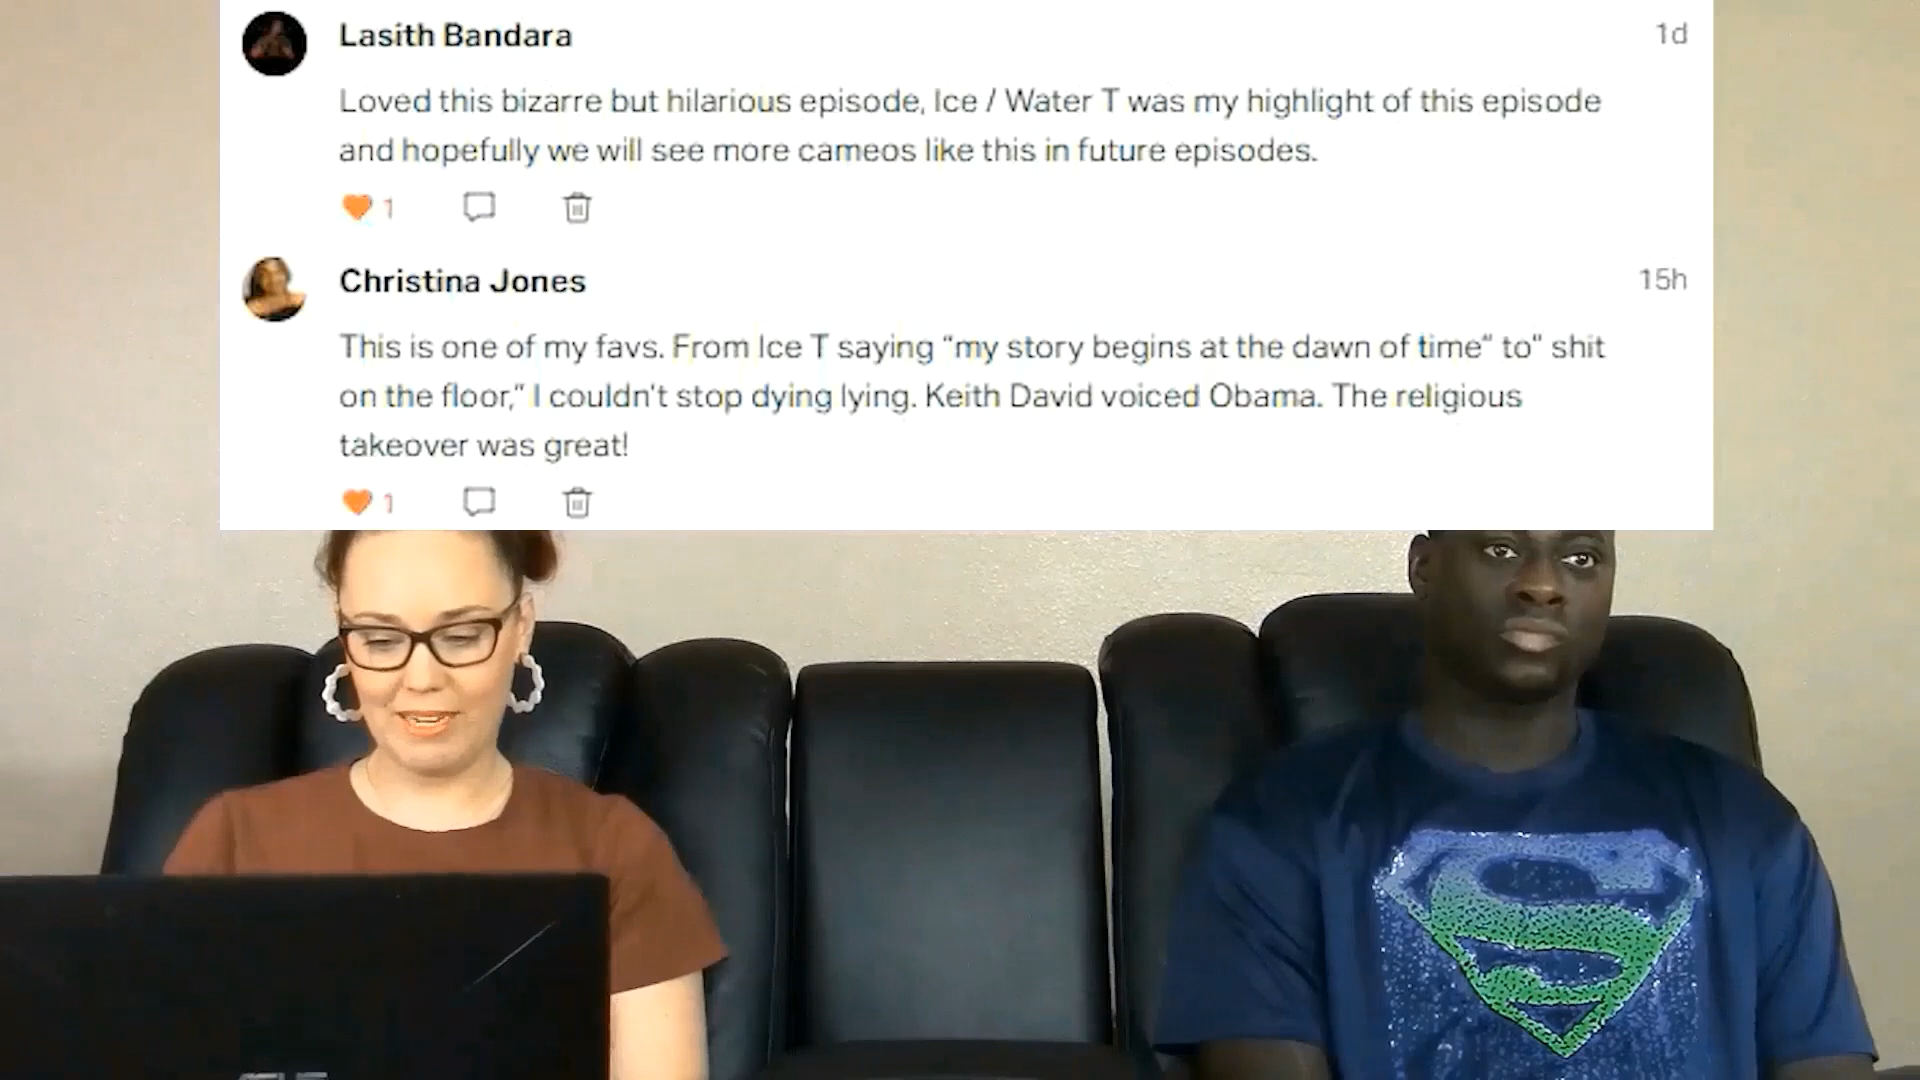 Lasith Bandara
1d
Loved this bizarre but hilarious episode, Ice / Water T was my highlight of this episode
and hopefully we will see more cameos like this in future episodes.
1
Christina Jones
15h
This is one of my favs. From Ice T saying “my story begins at the dawn of time“ to” shit
on the floor,” I couldn't stop dying lying. Keith David voiced Obama. The religious
takeover was great!
1